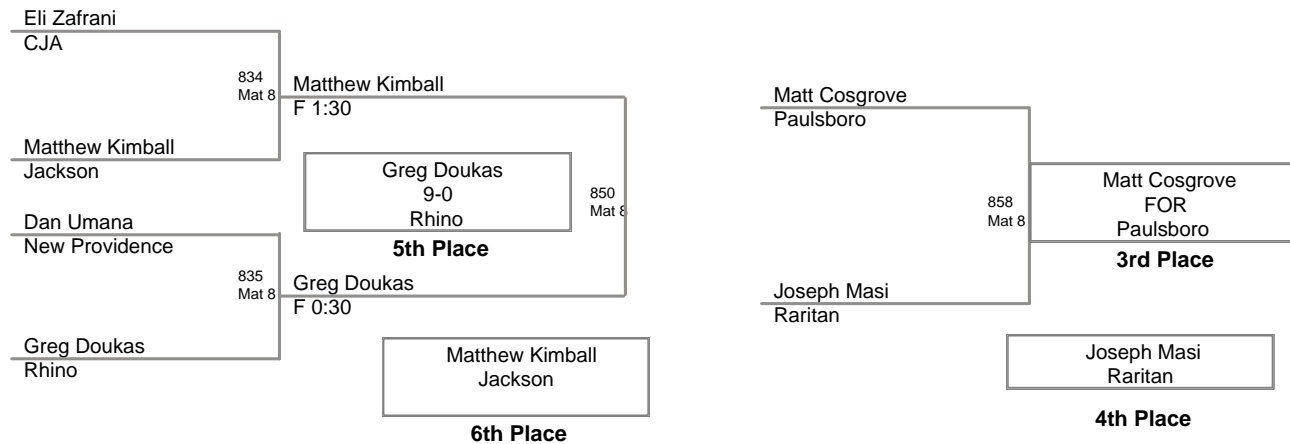 Eli Zafrani
CJA
834
Mat 8
Matthew Kimball
F 1:30
Matthew Kimball
Jackson
Greg Doukas
9-0
Rhino
5th Place
850
Mat 8
Dan Umana
New Providence
835
Mat 8
Greg Doukas
F 0:30
Greg Doukas
Rhino
Matthew Kimball
Jackson
6th Place
Matt Cosgrove
Paulsboro
858
Mat 8
Matt Cosgrove
FOR
Paulsboro
3rd Place
Joseph Masi
Raritan
Joseph Masi
Raritan
4th Place